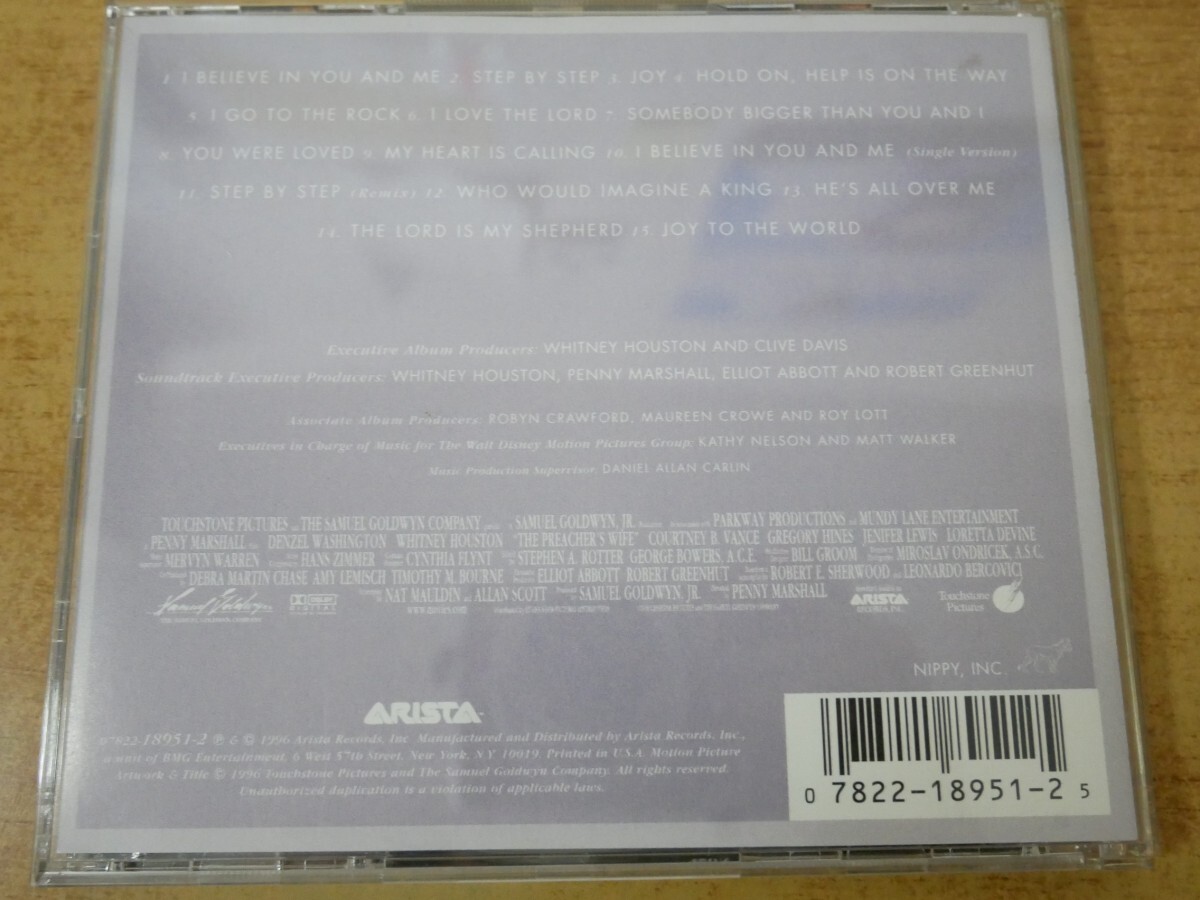 1. I BELIEVE IN YOU AND ME 2. STEP BY STEP 3. JOY 4. HOLD ON, HELP IS ON THE WAY
5. I GO TO THE ROCK 6. I LOVE THE LORD 7. SOMEBODY BIGGER THAN YOU AND I
8. YOU WERE LOVED 9. MY HEART IS CALLING 10. I BELIEVE IN YOU AND ME (Single Version)
11. STEP BY STEP (Remix) 12. WHO WOULD IMAGINE A KING 13. HE'S ALL OVER ME
14. THE LORD IS MY SHEPHERD 15. JOY TO THE WORLD
Executive Album Producers: WHITNEY HOUSTON AND CLIVE DAVIS
Soundtrack Executive Producers: WHITNEY HOUSTON, PENNY MARSHALL, ELLIOT ABBOTT AND ROBERT GREENHUT
Associate Album Producers: ROBYN CRAWFORD, MAUREEN CROWE AND ROY LOTT
Executives in Charge of Music for The Walt Disney Motion Pictures Group: KATHY NELSON AND MATT WALKER
Music Production Supervisor: DANIEL ALLAN CARLIN
TOUCHSTONE PICTURES THE SAMUEL GOLDWYN COMPANY SAMUEL GOLDWYN, JR. PARKWAY PRODUCTIONS MUNDY LANE ENTERTAINMENT
PENNY MARSHALL DENZEL WASHINGTON WHITNEY HOUSTON "THE PREACHER'S WIFE" COURTNEY B. VANCE GREGORY HINES JENIFER LEWIS LORETTA DEVINE
MERVYN WARREN HANS ZIMMER CYNTHIA FLYNT STEPHEN A. ROTTER GEORGE BOWERS, A.C.E. BILL GROOM MIROSLAV ONDRICEK, A.S.C.
DEBRA MARTIN CHASE AMY LEMISCH TIMOTHY M. BOURNE ELLIOT ABBOTT ROBERT GREENHUT ROBERT E. SHERWOOD LEONARDO BERCOVICI
NAT MAULDIN ALLAN SCOTT SAMUEL GOLDWYN, JR. PENNY MARSHALL
Samuel Goldwyn
DOLBY DIGITAL
ARISTA
Touchstone
Pictures
NIPPY, INC.
ARISTA
07822-18951-2 ℗ & © 1996 Arista Records, Inc. Manufactured and Distributed by Arista Records, Inc.,
a unit of BMG Entertainment, 6 West 57th Street, New York, NY 10019. Printed in U.S.A. Motion Picture
Artwork & Title © 1996 Touchstone Pictures and The Samuel Goldwyn Company. All rights reserved.
Unauthorized duplication is a violation of applicable laws.
0 7822-18951-2 5